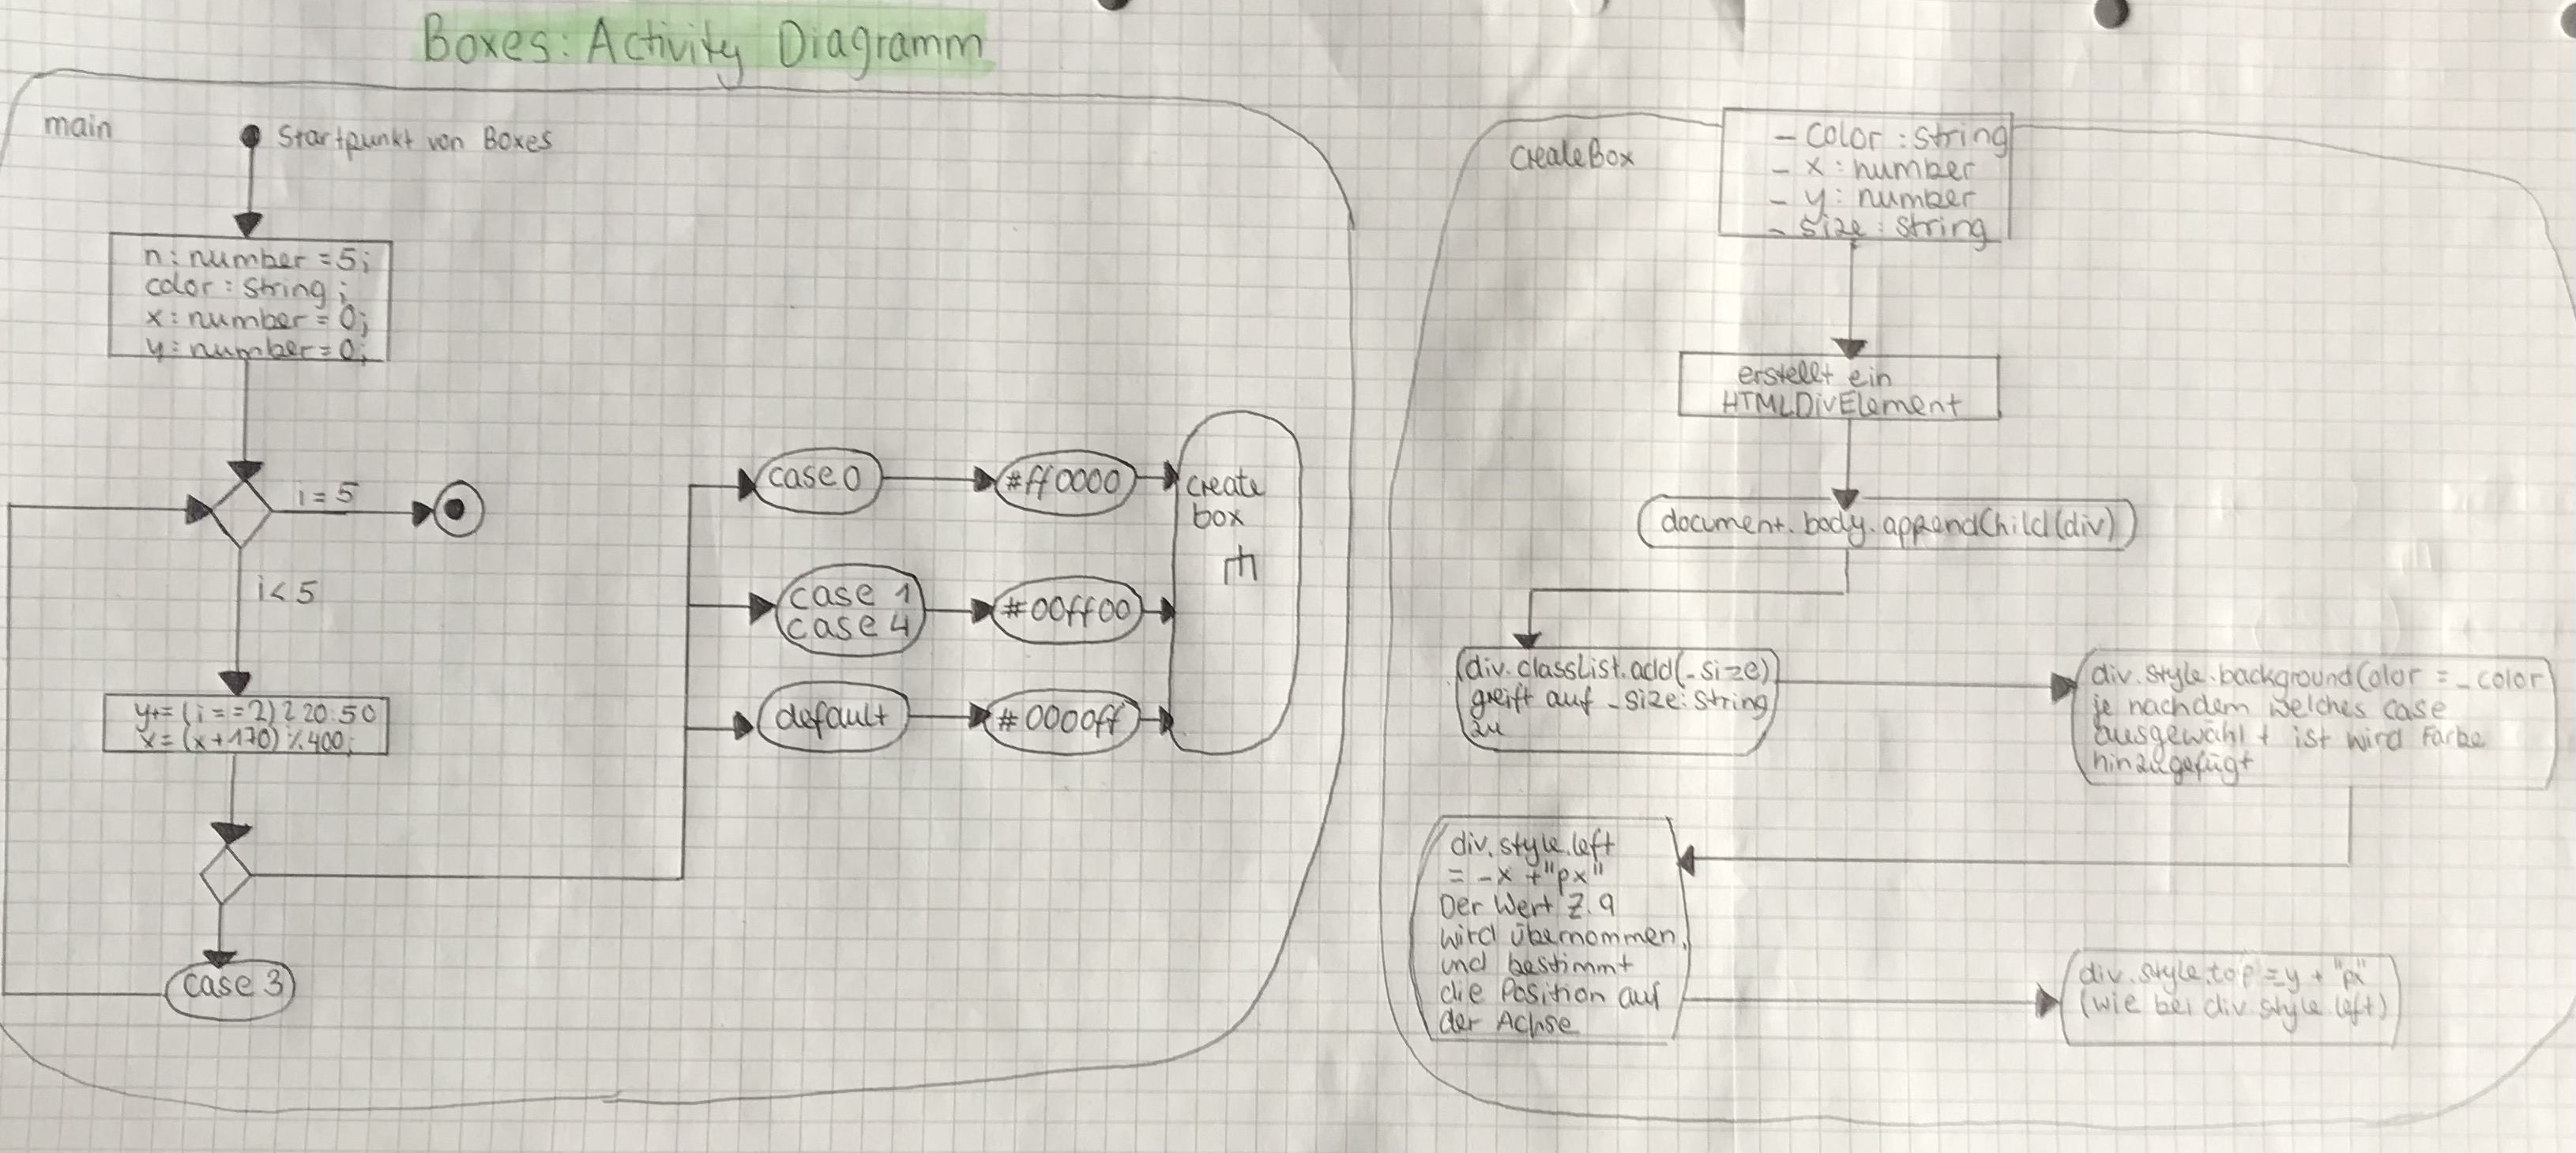 Boxes: Activity Diagramm
main
Startpunkt von Boxes
n: number = 5;
color: string;
x: number = 0;
y: number = 0;
i = 5
i < 5
y+= (i == 2) ? 20:50
x = (x+170) % 400;
case 3
case 0
#ff0000
case 1
case 4
#00ff00
default
#0000ff
create
box
createBox
_ color : string
_ x : number
_ y : number
_ size : string
erstellt ein
HTMLDivElement
document.body.appendChild(div)
div.classList.add(_size)
greift auf _size: string
zu
div.style.backgroundColor = _color
je nachdem welches case
ausgewählt ist wird Farbe
hinzugefügt
div.style.left
= _x + "px"
Der Wert Z.9
wird übernommen,
und bestimmt
die Position auf
der Achse
div.style.top = y + "px"
(wie bei div.style left)